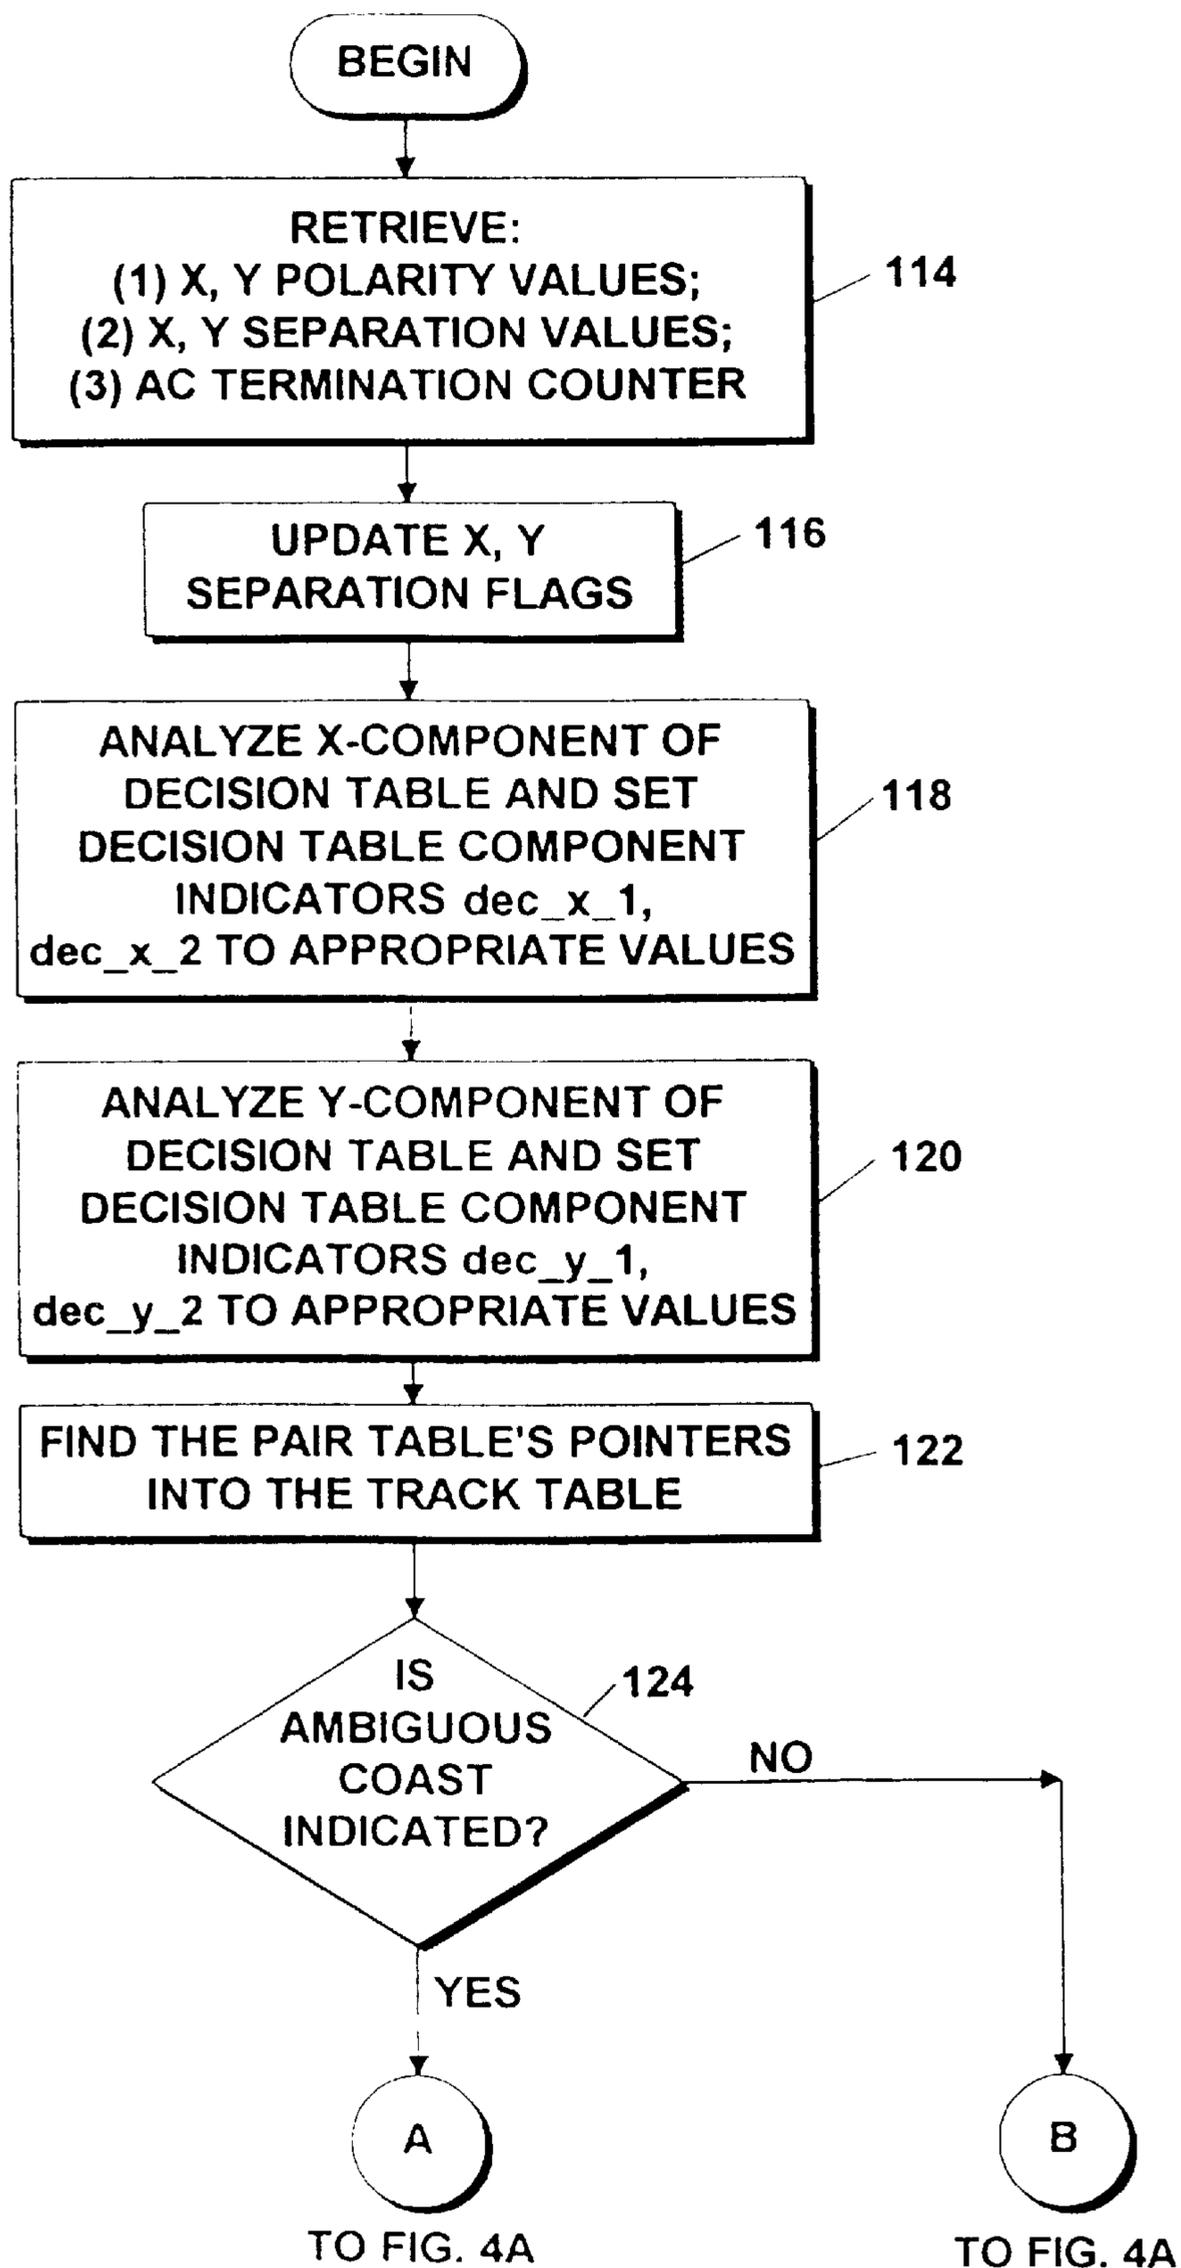 BEGIN
RETRIEVE:
(1) X, Y POLARITY VALUES;
(2) X, Y SEPARATION VALUES;
(3) AC TERMINATION COUNTER
114
UPDATE X, Y
SEPARATION FLAGS
116
ANALYZE X-COMPONENT OF
DECISION TABLE AND SET
DECISION TABLE COMPONENT
INDICATORS dec_x_1,
dec_x_2 TO APPROPRIATE VALUES
118
ANALYZE Y-COMPONENT OF
DECISION TABLE AND SET
DECISION TABLE COMPONENT
INDICATORS dec_y_1,
dec_y_2 TO APPROPRIATE VALUES
120
FIND THE PAIR TABLE'S POINTERS
INTO THE TRACK TABLE
122
IS
AMBIGUOUS
COAST
INDICATED?
124
NO
YES
A
B
TO FIG. 4A
TO FIG. 4A